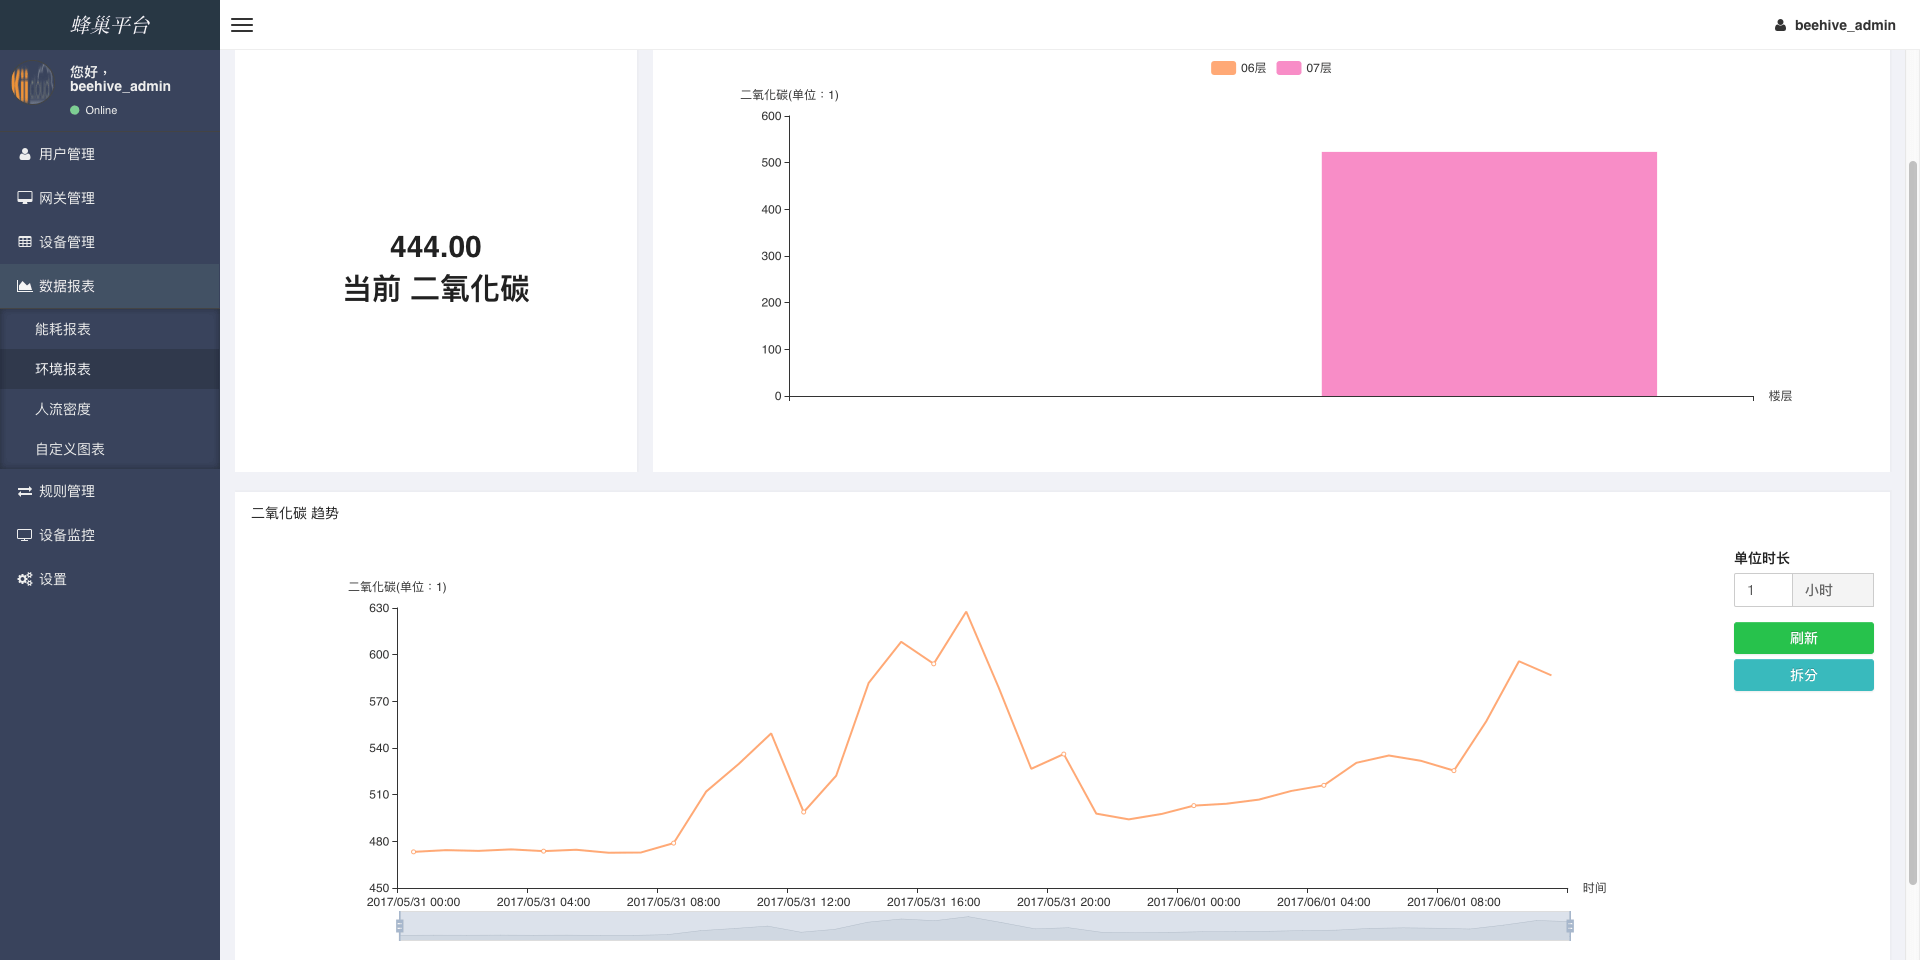 蜂巢平台
beehive_admin
您好，
beehive_admin
Online
用户管理
网关管理
设备管理
数据报表
能耗报表
环境报表
人流密度
自定义图表
规则管理
设备监控
设置
444.00
当前 二氧化碳
06层 07层
二氧化碳(单位：1)
600
500
400
300
200
100
0
楼层
二氧化碳 趋势
单位时长
1 小时
刷新
拆分
二氧化碳(单位：1)
630
600
570
540
510
480
450
时间
2017/05/31 00:00 2017/05/31 04:00 2017/05/31 08:00 2017/05/31 12:00 2017/05/31 16:00 2017/05/31 20:00 2017/06/01 00:00 2017/06/01 04:00 2017/06/01 08:00